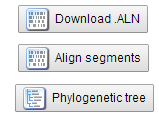 Download .ALN
Align segments
Phylogenetic tree